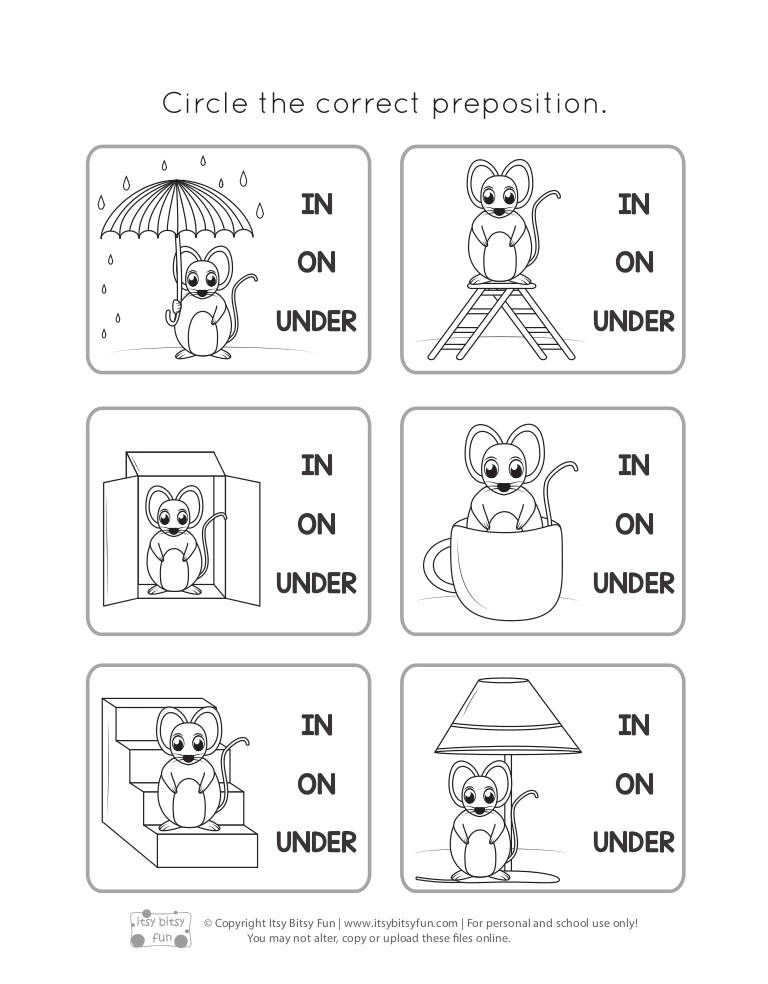 Circle the correct preposition.
IN
ON
UNDER
IN
ON
UNDER
IN
ON
UNDER
IN
ON
UNDER
IN
ON
UNDER
IN
ON
UNDER
itsy bitsy
fun
© Copyright Itsy Bitsy Fun | www.itsybitsyfun.com | For personal and school use only!
You may not alter, copy or upload these files online.